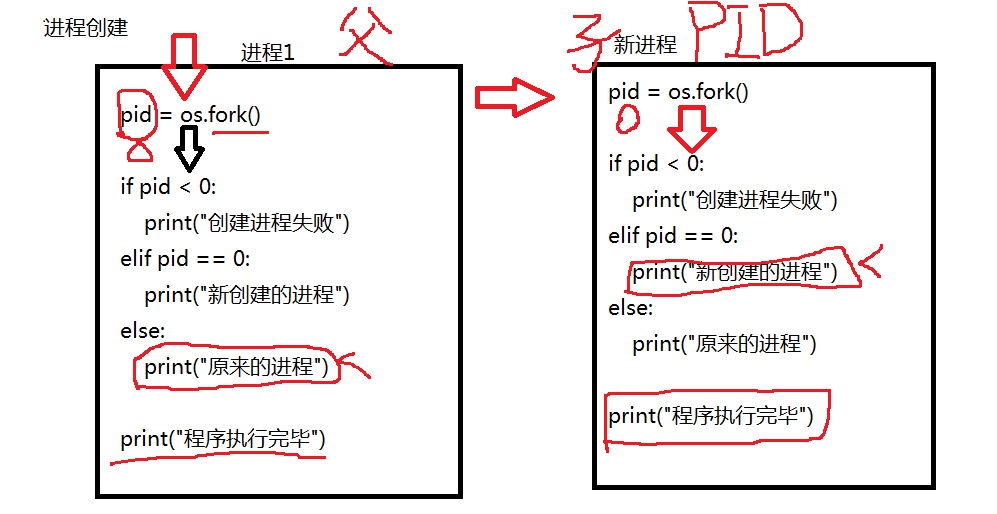 进程创建
进程1
父
pid = os.fork()
if pid < 0:
print("创建进程失败")
elif pid == 0:
print("新创建的进程")
else:
print("原来的进程")
print("程序执行完毕")
子 新进程 PID
pid = os.fork()
0
if pid < 0:
print("创建进程失败")
elif pid == 0:
print("新创建的进程")
else:
print("原来的进程")
print("程序执行完毕")